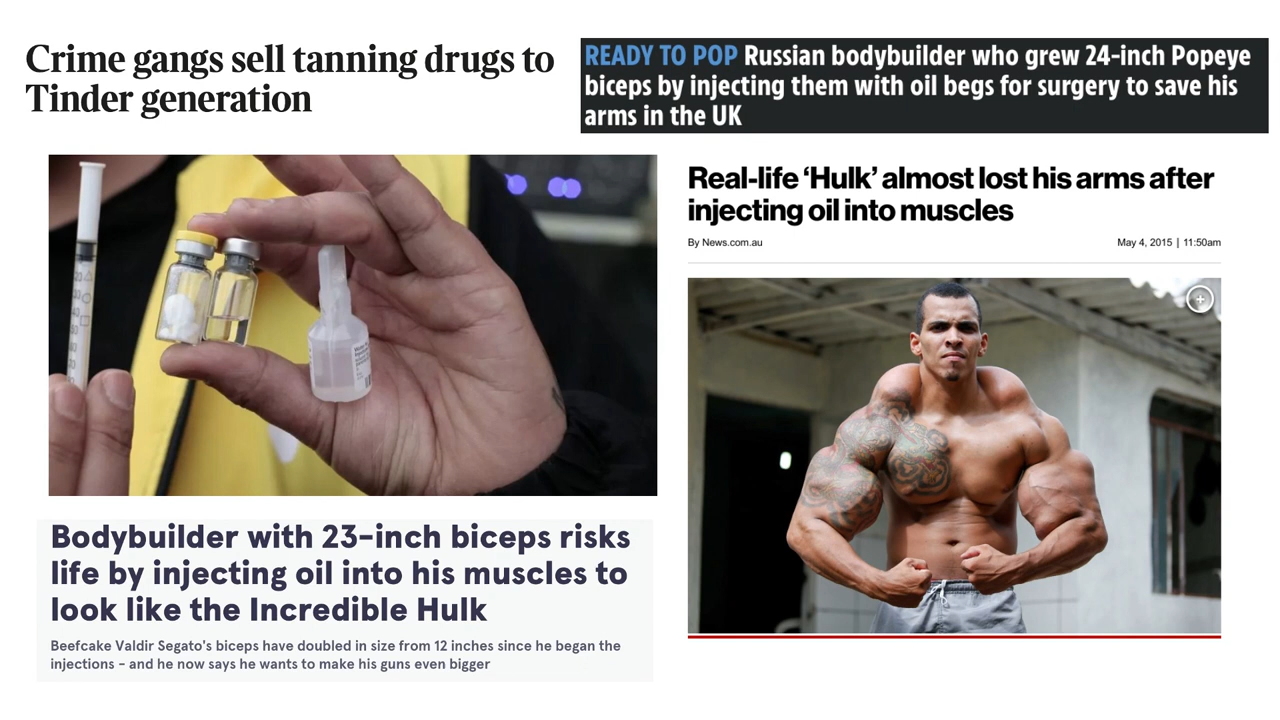 Crime gangs sell tanning drugs to
Tinder generation
READY TO POP Russian bodybuilder who grew 24-inch Popeye
biceps by injecting them with oil begs for surgery to save his
arms in the UK
Real-life ‘Hulk’ almost lost his arms after
injecting oil into muscles
By News.com.au
May 4, 2015 | 11:50am
Bodybuilder with 23-inch biceps risks
life by injecting oil into his muscles to
look like the Incredible Hulk
Beefcake Valdir Segato's biceps have doubled in size from 12 inches since he began the
injections - and he now says he wants to make his guns even bigger